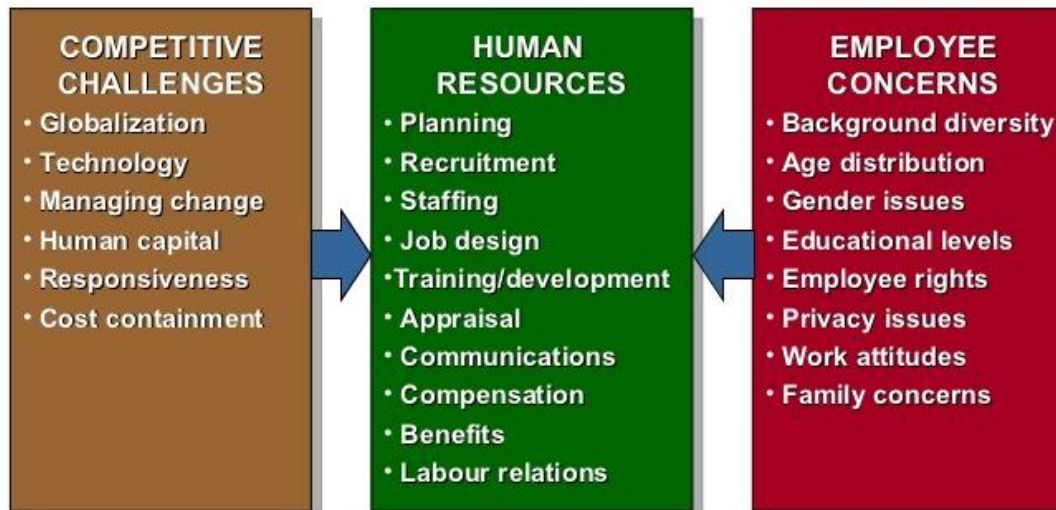 COMPETITIVE
CHALLENGES
• Globalization
• Technology
• Managing change
• Human capital
• Responsiveness
• Cost containment
HUMAN
RESOURCES
• Planning
• Recruitment
• Staffing
• Job design
•Training/development
• Appraisal
• Communications
• Compensation
• Benefits
• Labour relations
EMPLOYEE
CONCERNS
• Background diversity
• Age distribution
• Gender issues
• Educational levels
• Employee rights
• Privacy issues
• Work attitudes
• Family concerns